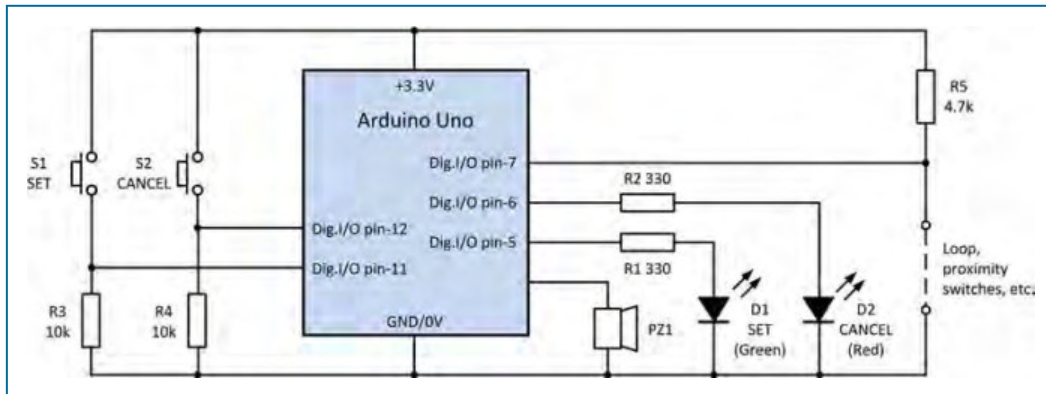 +3.3V
Arduino Uno
Dig.I/O pin-7
Dig.I/O pin-6
Dig.I/O pin-5
Dig.I/O pin-12
Dig.I/O pin-11
GND/0V
S1
SET
S2
CANCEL
R3
10k
R4
10k
R2 330
R1 330
PZ1
D1
SET
(Green)
D2
CANCEL
(Red)
R5
4.7k
Loop,
proximity
switches, etc.